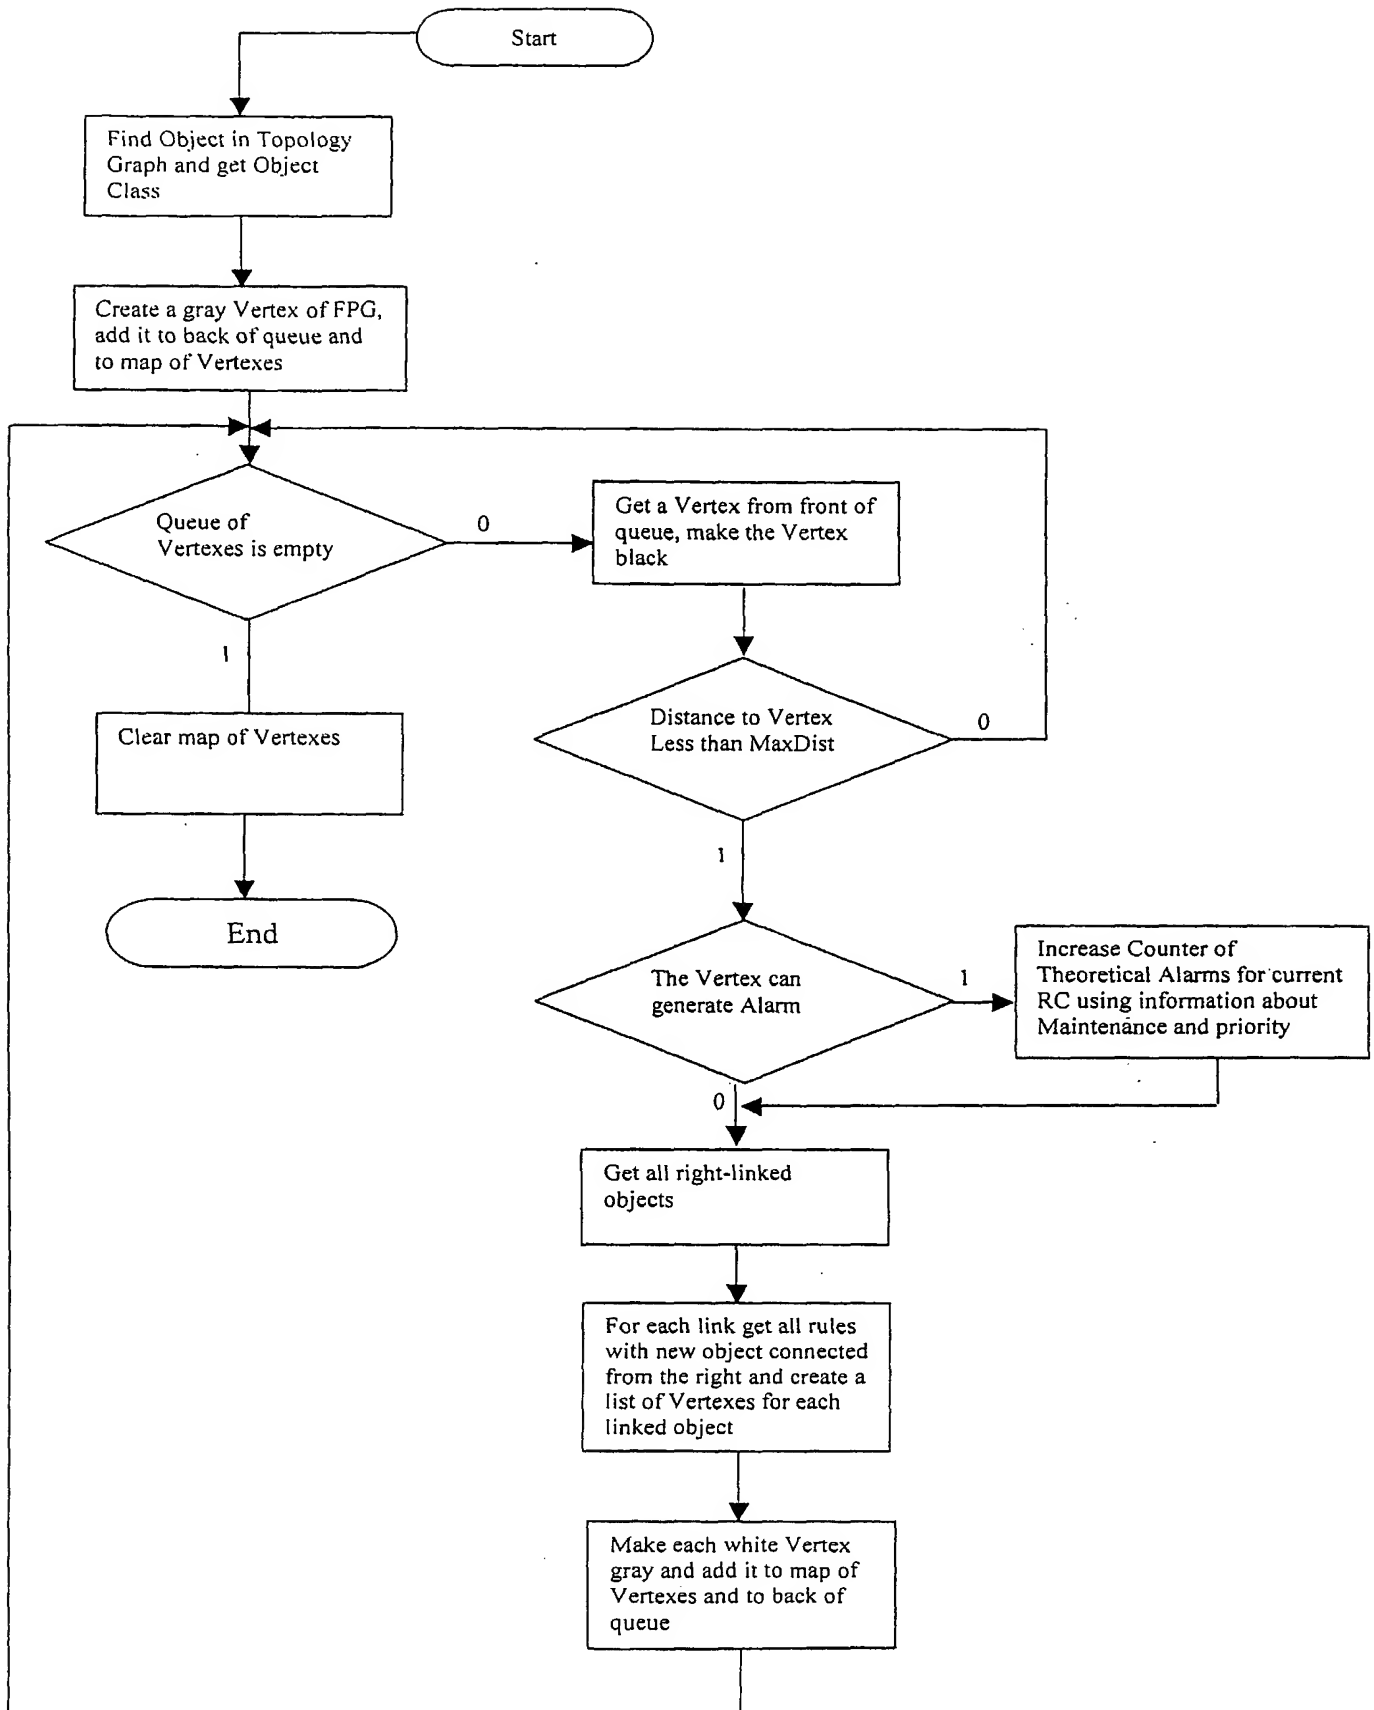 Start
Find Object in Topology
Graph and get Object
Class
Create a gray Vertex of FPG,
add it to back of queue and
to map of Vertexes
Queue of
Vertexes is empty
0
Get a Vertex from front of
queue, make the Vertex
black
1
Clear map of Vertexes
End
Distance to Vertex
Less than MaxDist
0
1
The Vertex can
generate Alarm
1
Increase Counter of
Theoretical Alarms for current
RC using information about
Maintenance and priority
0
Get all right-linked
objects
For each link get all rules
with new object connected
from the right and create a
list of Vertexes for each
linked object
Make each white Vertex
gray and add it to map of
Vertexes and to back of
queue